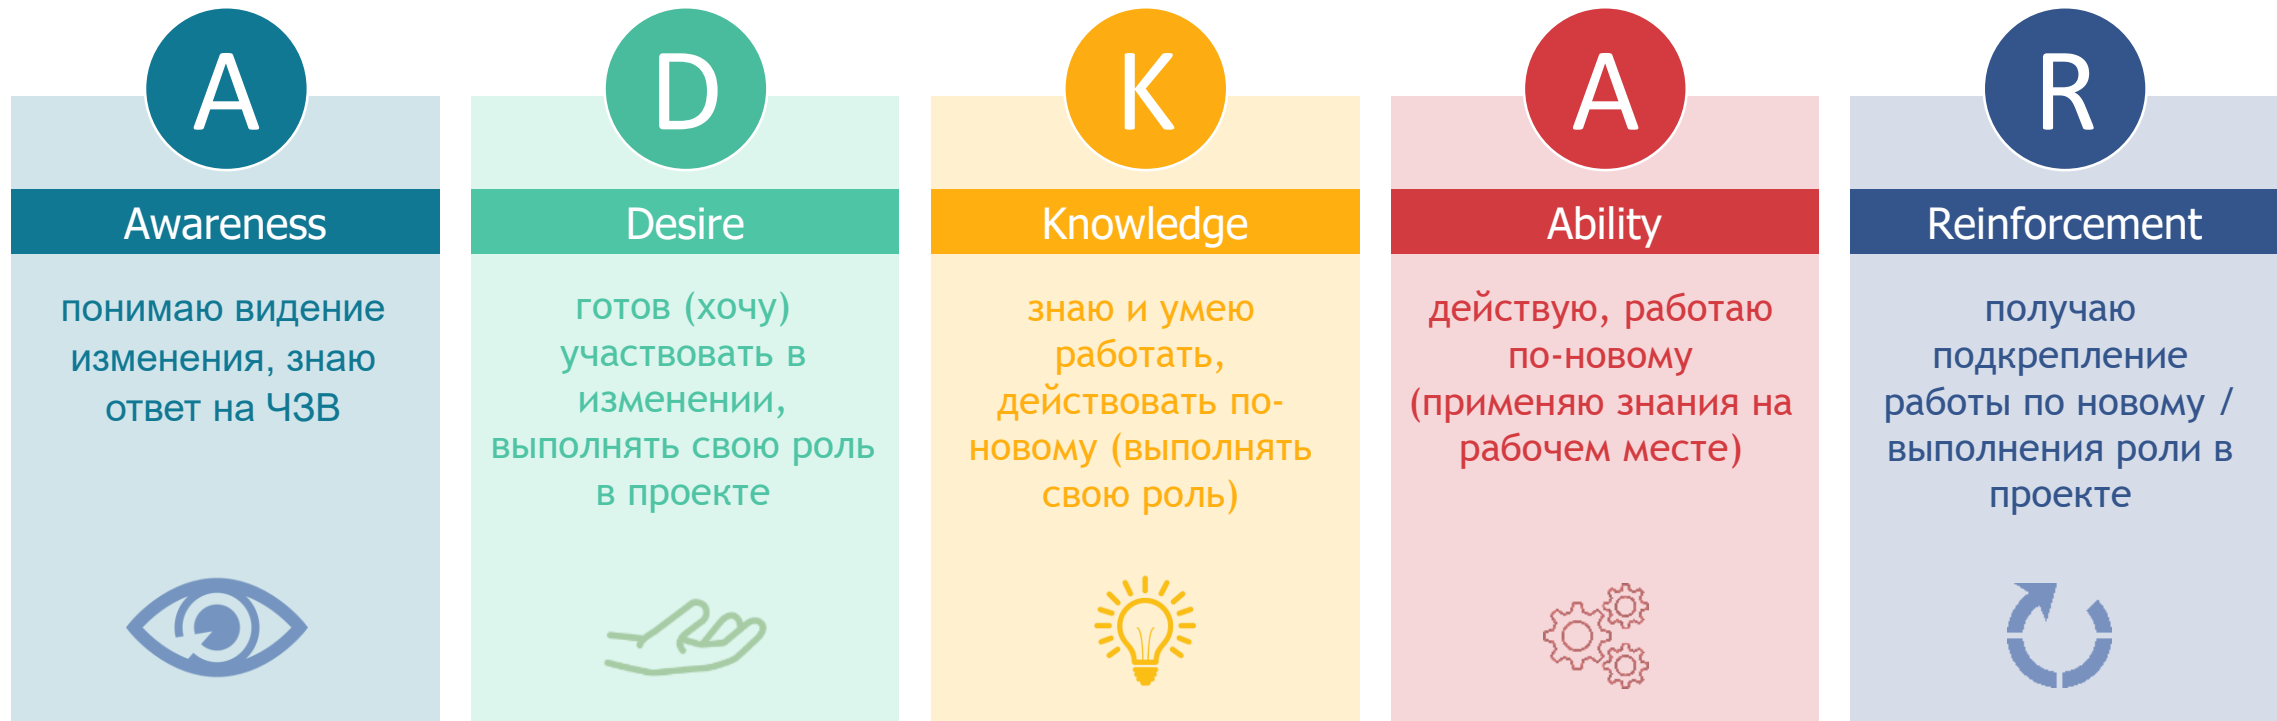 A
Awareness
понимаю видение
изменения, знаю
ответ на ЧЗВ
D
Desire
готов (хочу)
участвовать в
изменении,
выполнять свою роль
в проекте
K
Knowledge
знаю и умею
работать,
действовать по-
новому (выполнять
свою роль)
A
Ability
действую, работаю
по-новому
(применяю знания на
рабочем месте)
R
Reinforcement
получаю
подкрепление
работы по новому /
выполнения роли в
проекте